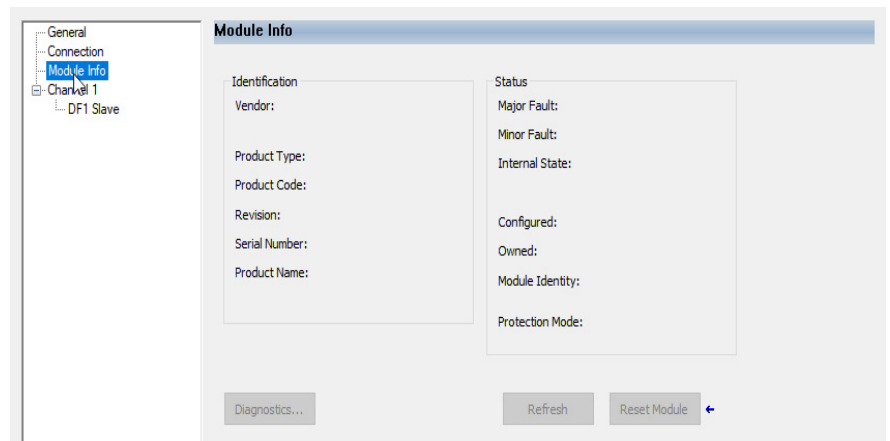 General
Connection
Module Info
Channel 1
DF1 Slave
Module Info
Identification
Vendor:
Product Type:
Product Code:
Revision:
Serial Number:
Product Name:
Status
Major Fault:
Minor Fault:
Internal State:
Configured:
Owned:
Module Identity:
Protection Mode:
Diagnostics...
Refresh
Reset Module